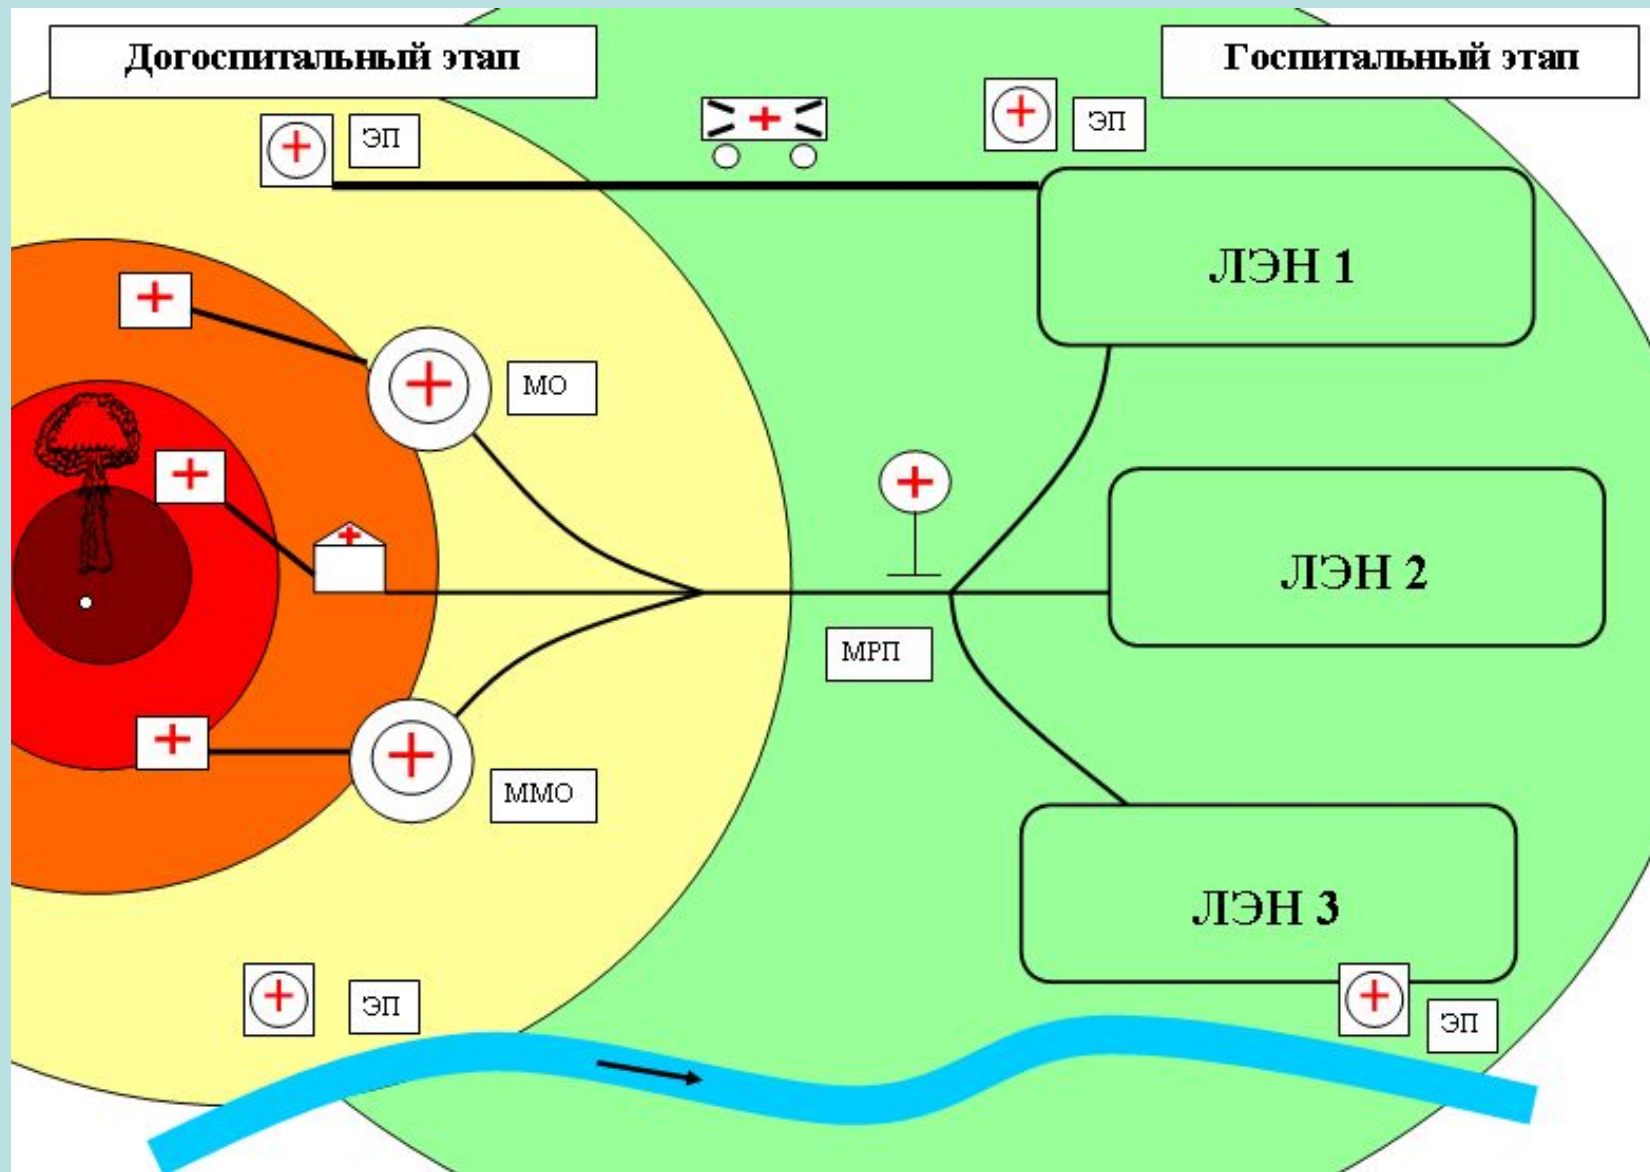 Догоспитальный этап
Госпитальный этап
ЭП
ЭП
ЛЭН 1
МО
ЛЭН 2
МРП
ММО
ЛЭН 3
ЭП
ЭП